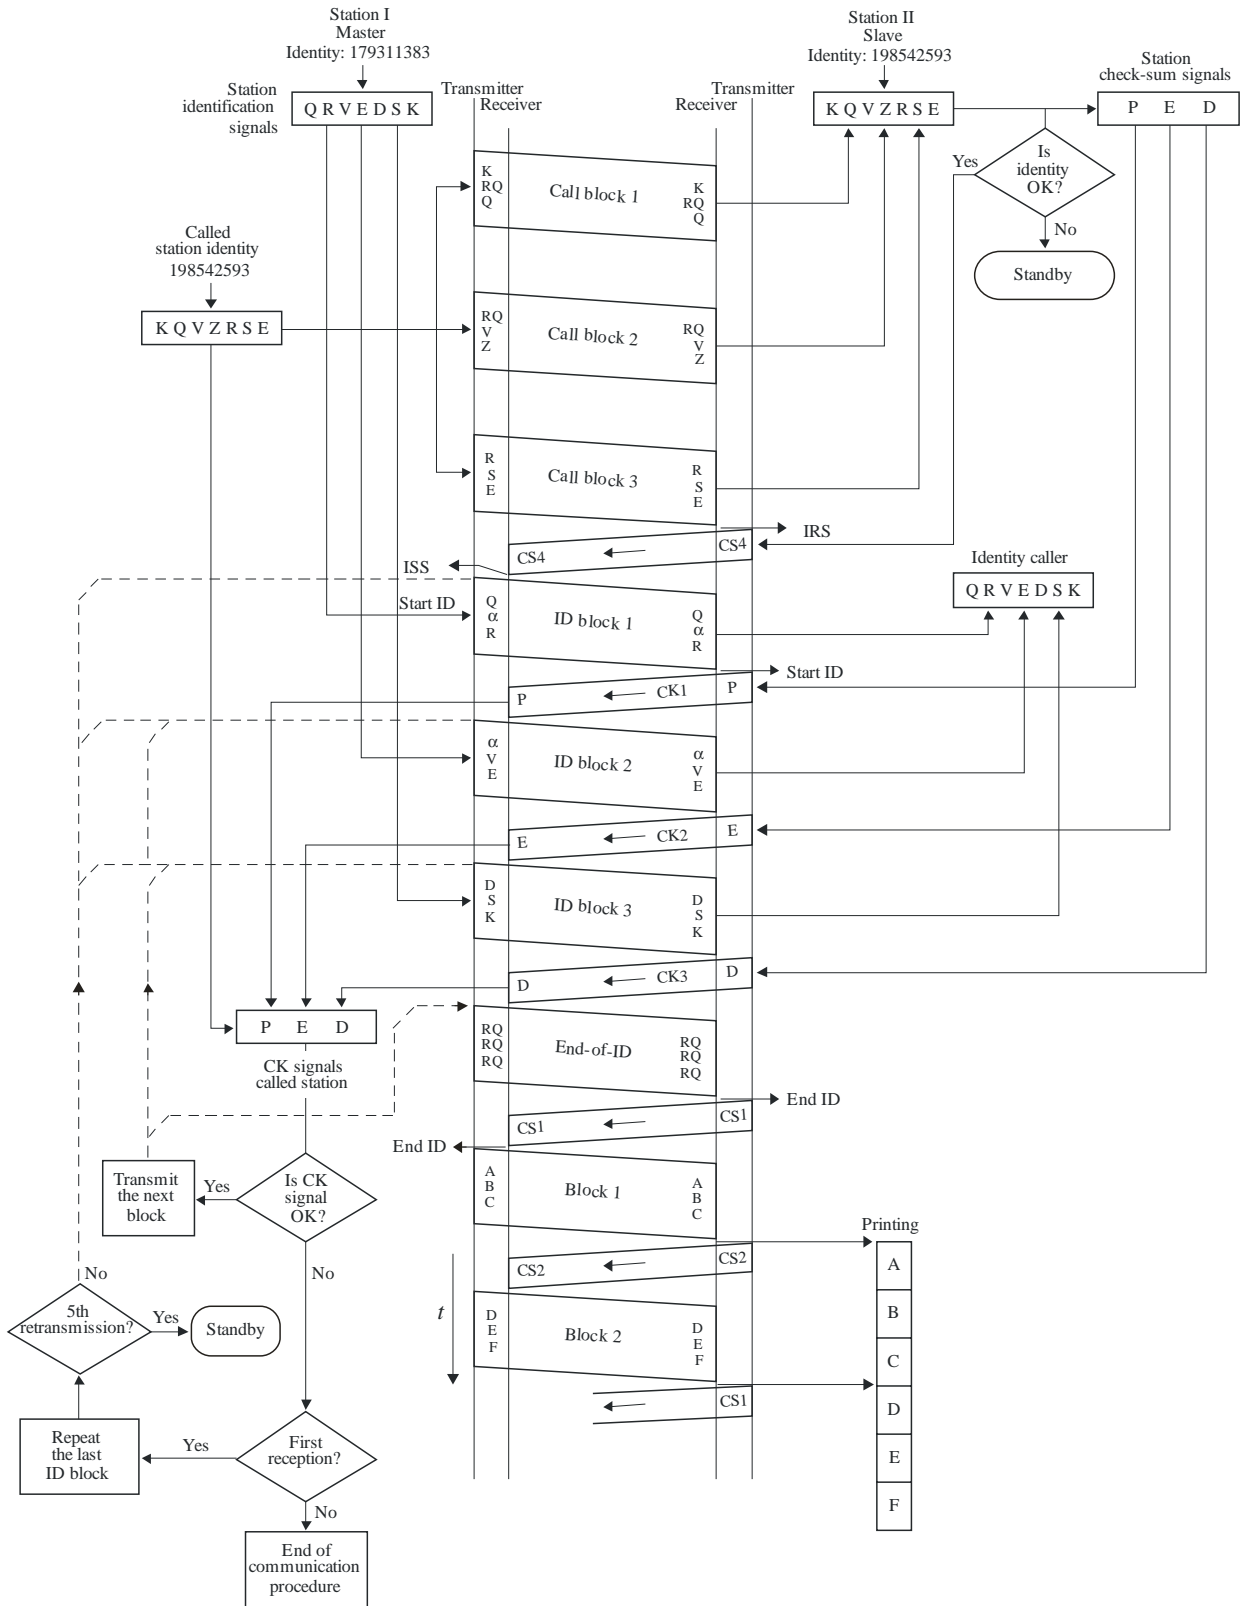 Station I
Master
Identity: 179311383
Station II
Slave
Identity: 198542593
Station
check-sum signals
Station
identification
signals
Q R V E D S K
Transmitter
Receiver
Receiver
Transmitter
K Q V Z R S E
P E D
K
RQ
Q
Call block 1
K
RQ
Q
Yes
Is
identity
OK?
No
Standby
Called
station identity
198542593
K Q V Z R S E
RQ
V
Z
Call block 2
RQ
V
Z
R
S
E
Call block 3
R
S
E
IRS
CS4
CS4
ISS
Identity caller
Q R V E D S K
Start ID
Q
α
R
ID block 1
Q
α
R
Start ID
P
CK1
P
α
V
E
ID block 2
α
V
E
E
CK2
E
D
S
K
ID block 3
D
S
K
D
CK3
D
P E D
CK signals
called station
RQ
RQ
RQ
End-of-ID
RQ
RQ
RQ
End ID
CS1
CS1
End ID
A
B
C
Block 1
A
B
C
Transmit
the next
block
Yes
Is CK
signal
OK?
No
Printing
CS2
CS2
t
D
E
F
Block 2
D
E
F
CS1
A
B
C
D
E
F
No
5th
retransmission?
Yes
Standby
Repeat
the last
ID block
Yes
First
reception?
No
End of
communication
procedure